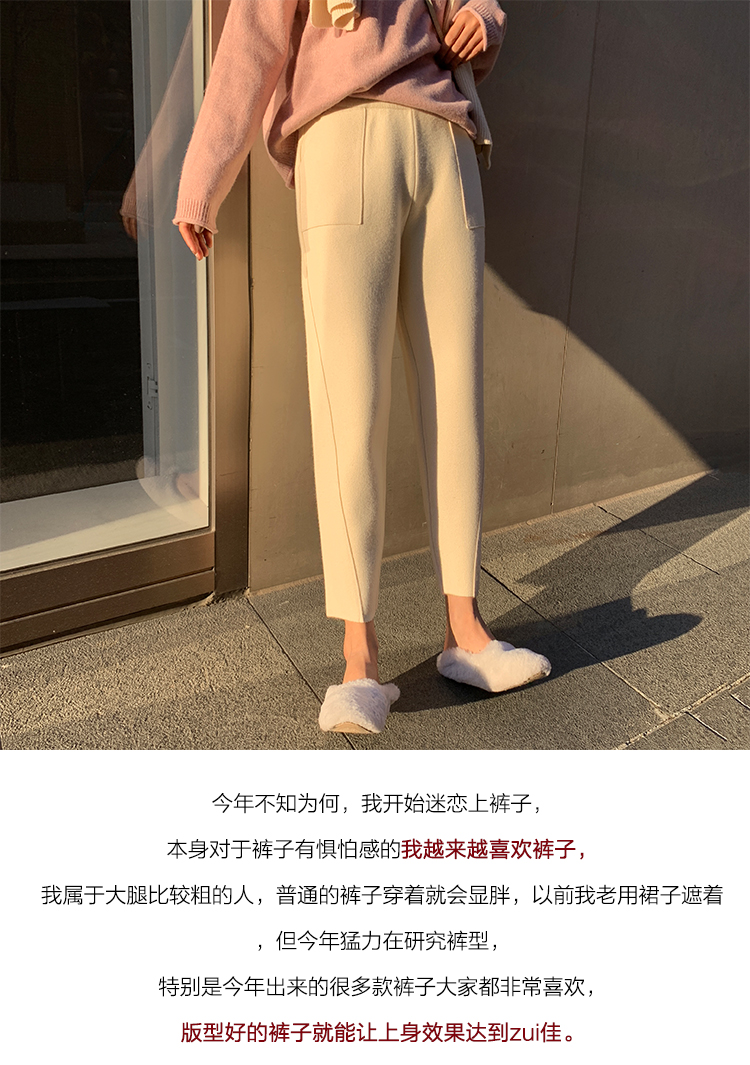 今年不知为何，我开始迷恋上裤子，
本身对于裤子有惧怕感的我越来越喜欢裤子，
我属于大腿比较粗的人，普通的裤子穿着就会显胖，以前我老用裙子遮着
，但今年猛力在研究裤型，
特别是今年出来的很多款裤子大家都非常喜欢，
版型好的裤子就能让上身效果达到zui佳。